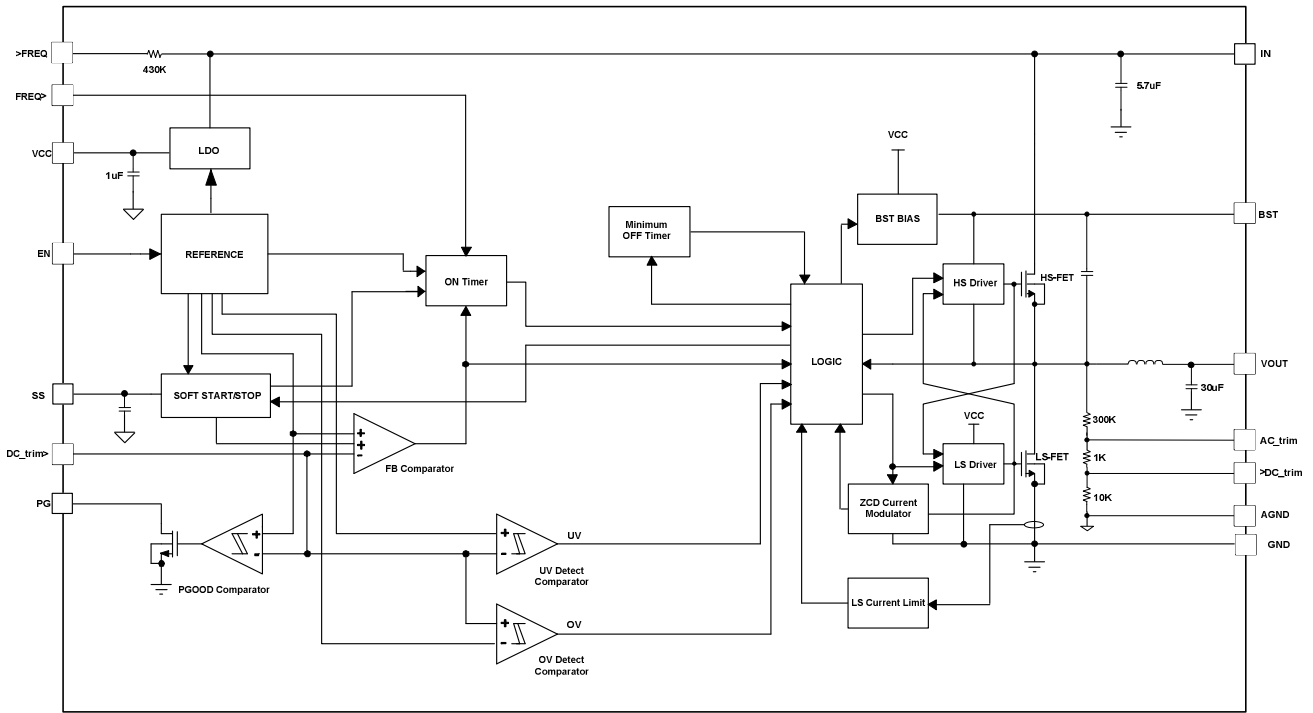 >FREQ
430K
IN
5.7uF
FREQ>
VCC
LDO
VCC
1uF
BST BIAS
BST
Minimum
OFF Timer
EN
REFERENCE
ON Timer
HS Driver
HS-FET
LOGIC
VOUT
30uF
SS
SOFT START/STOP
VCC
300K
AC_trim
DC_trim>
+
+
-
FB Comparator
LS Driver
LS-FET
1K
>DC_trim
PG
ZCD Current
Modulator
10K
AGND
+
-
PGOOD Comparator
+
-
UV
UV Detect
Comparator
GND
LS Current Limit
+
-
OV
OV Detect
Comparator